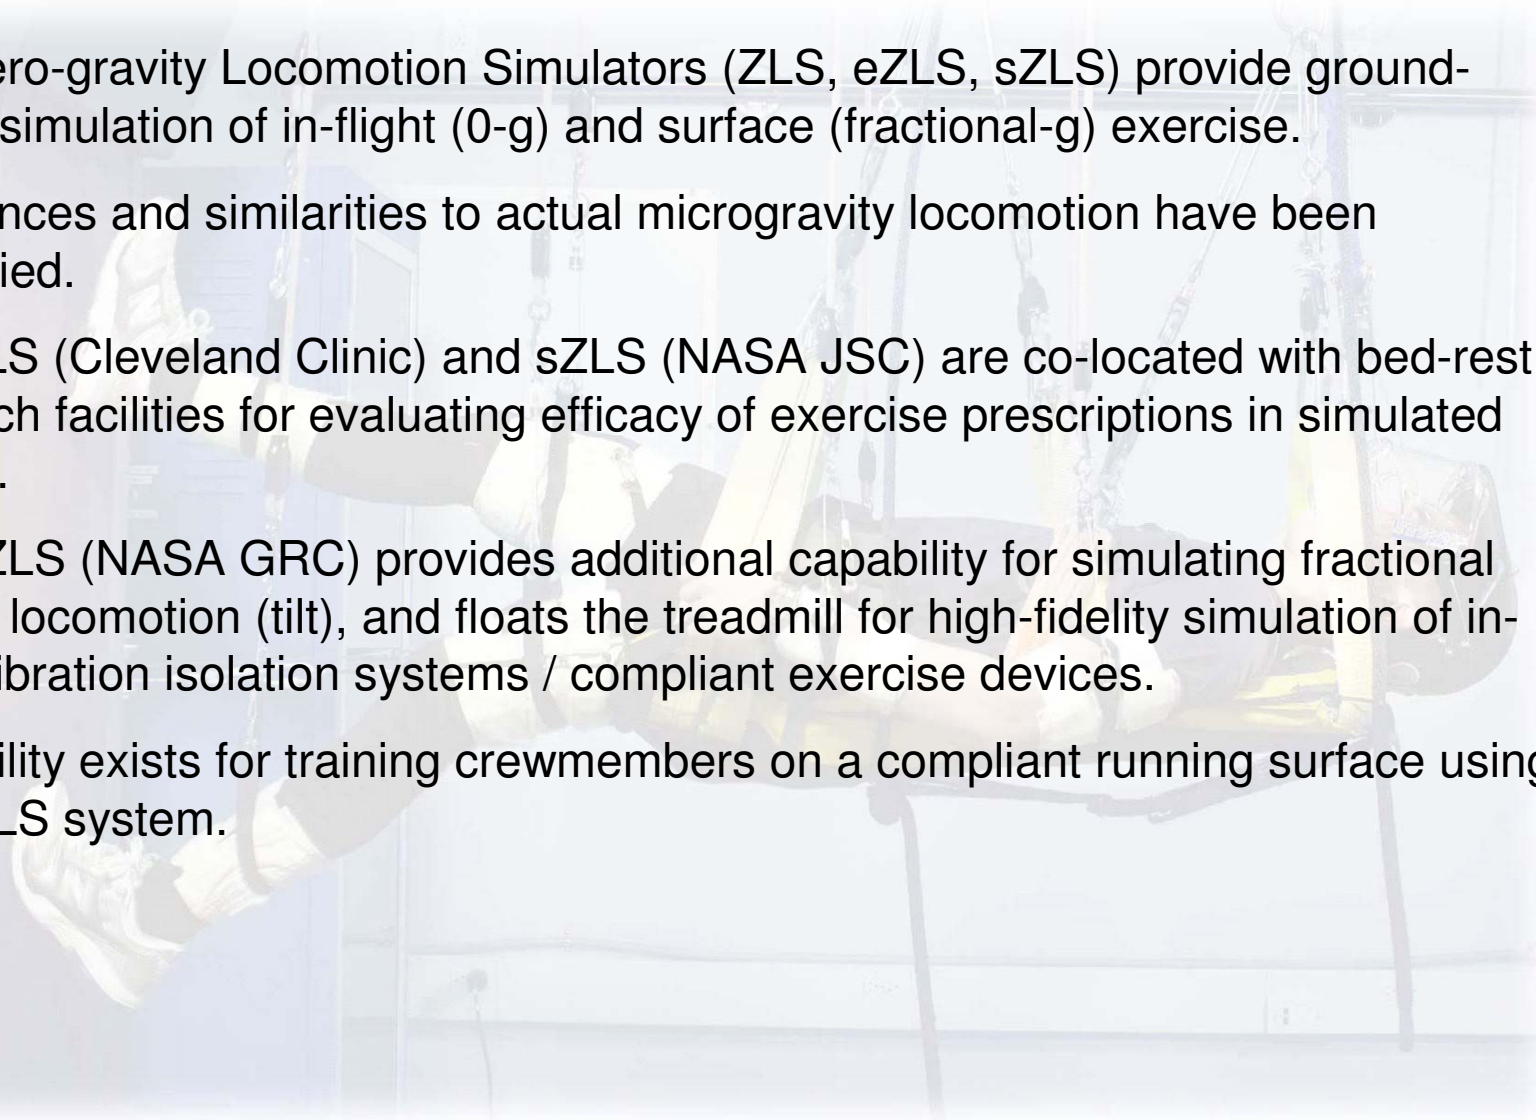 ero-gravity Locomotion Simulators (ZLS, eZLS, sZLS) provide ground-
simulation of in-flight (0-g) and surface (fractional-g) exercise.
nces and similarities to actual microgravity locomotion have been
ied.
LS (Cleveland Clinic) and sZLS (NASA JSC) are co-located with bed-rest
ch facilities for evaluating efficacy of exercise prescriptions in simulated
.
ZLS (NASA GRC) provides additional capability for simulating fractional
locomotion (tilt), and floats the treadmill for high-fidelity simulation of in-
ibration isolation systems / compliant exercise devices.
ility exists for training crewmembers on a compliant running surface using
LS system.